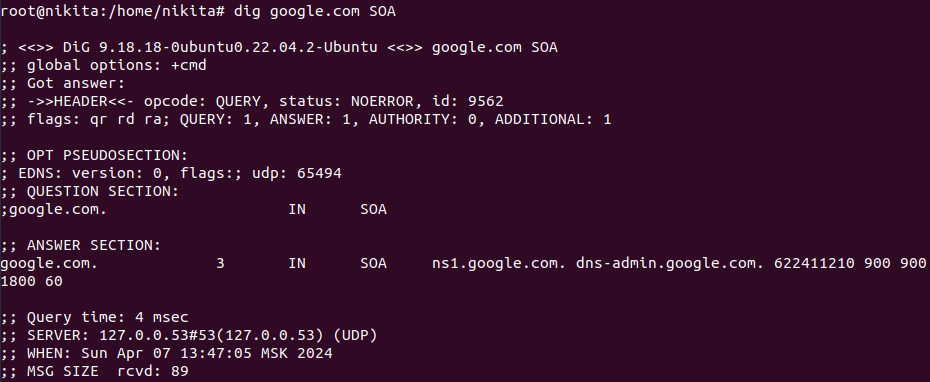 root@nikita:/home/nikita# dig google.com SOA
; <<>> DiG 9.18.18-0ubuntu0.22.04.2-Ubuntu <<>> google.com SOA
;; global options: +cmd
;; Got answer:
;; ->>HEADER<<- opcode: QUERY, status: NOERROR, id: 9562
;; flags: qr rd ra; QUERY: 1, ANSWER: 1, AUTHORITY: 0, ADDITIONAL: 1
;; OPT PSEUDOSECTION:
; EDNS: version: 0, flags:; udp: 65494
;; QUESTION SECTION:
;google.com. IN SOA
;; ANSWER SECTION:
google.com. 3 IN SOA ns1.google.com. dns-admin.google.com. 622411210 900 900
1800 60
;; Query time: 4 msec
;; SERVER: 127.0.0.53#53(127.0.0.53) (UDP)
;; WHEN: Sun Apr 07 13:47:05 MSK 2024
;; MSG SIZE rcvd: 89